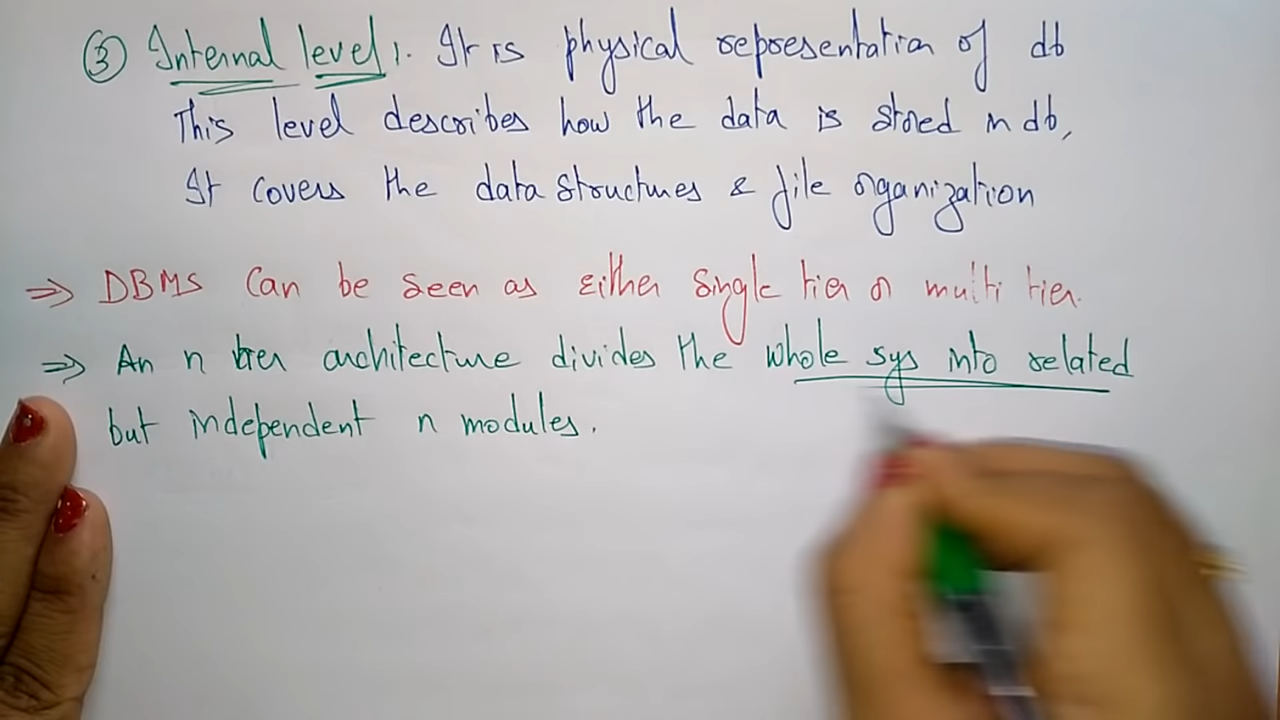 ③ Internal level:. It is physical representation of db
This level describes how the data is stored in db,
It covers the data structures & file organization
⇒ DBMS Can be seen as either single tier or multi tier.
⇒ An n tier architecture divides the whole sys into related
but independent n modules.